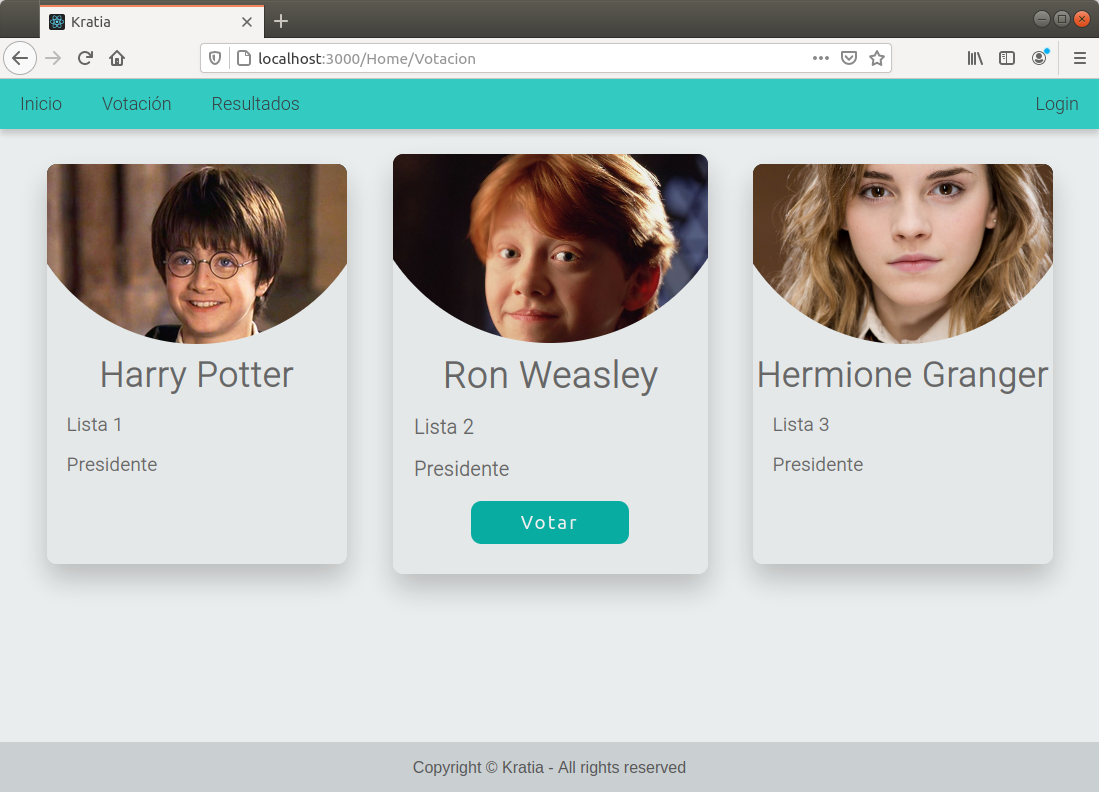 Kratia
localhost:3000/Home/Votacion
Inicio Votación Resultados Login
Harry Potter
Lista 1
Presidente
Ron Weasley
Lista 2
Presidente
Votar
Hermione Granger
Lista 3
Presidente
Copyright © Kratia - All rights reserved